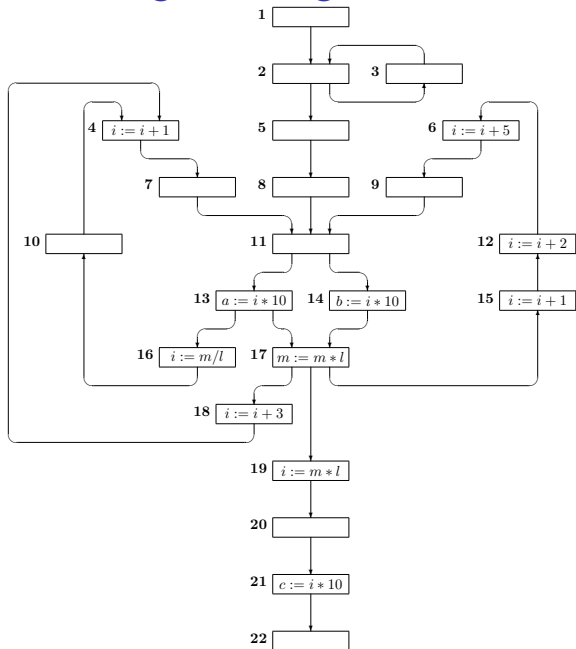 1
2
3
4 i := i + 1
5
6 i := i + 5
7
8
9
10
11
12 i := i + 2
13 a := i ∗ 10
14 b := i ∗ 10
15 i := i + 1
16 i := m/l
17 m := m ∗ l
18 i := i + 3
19 i := m ∗ l
20
21 c := i ∗ 10
22